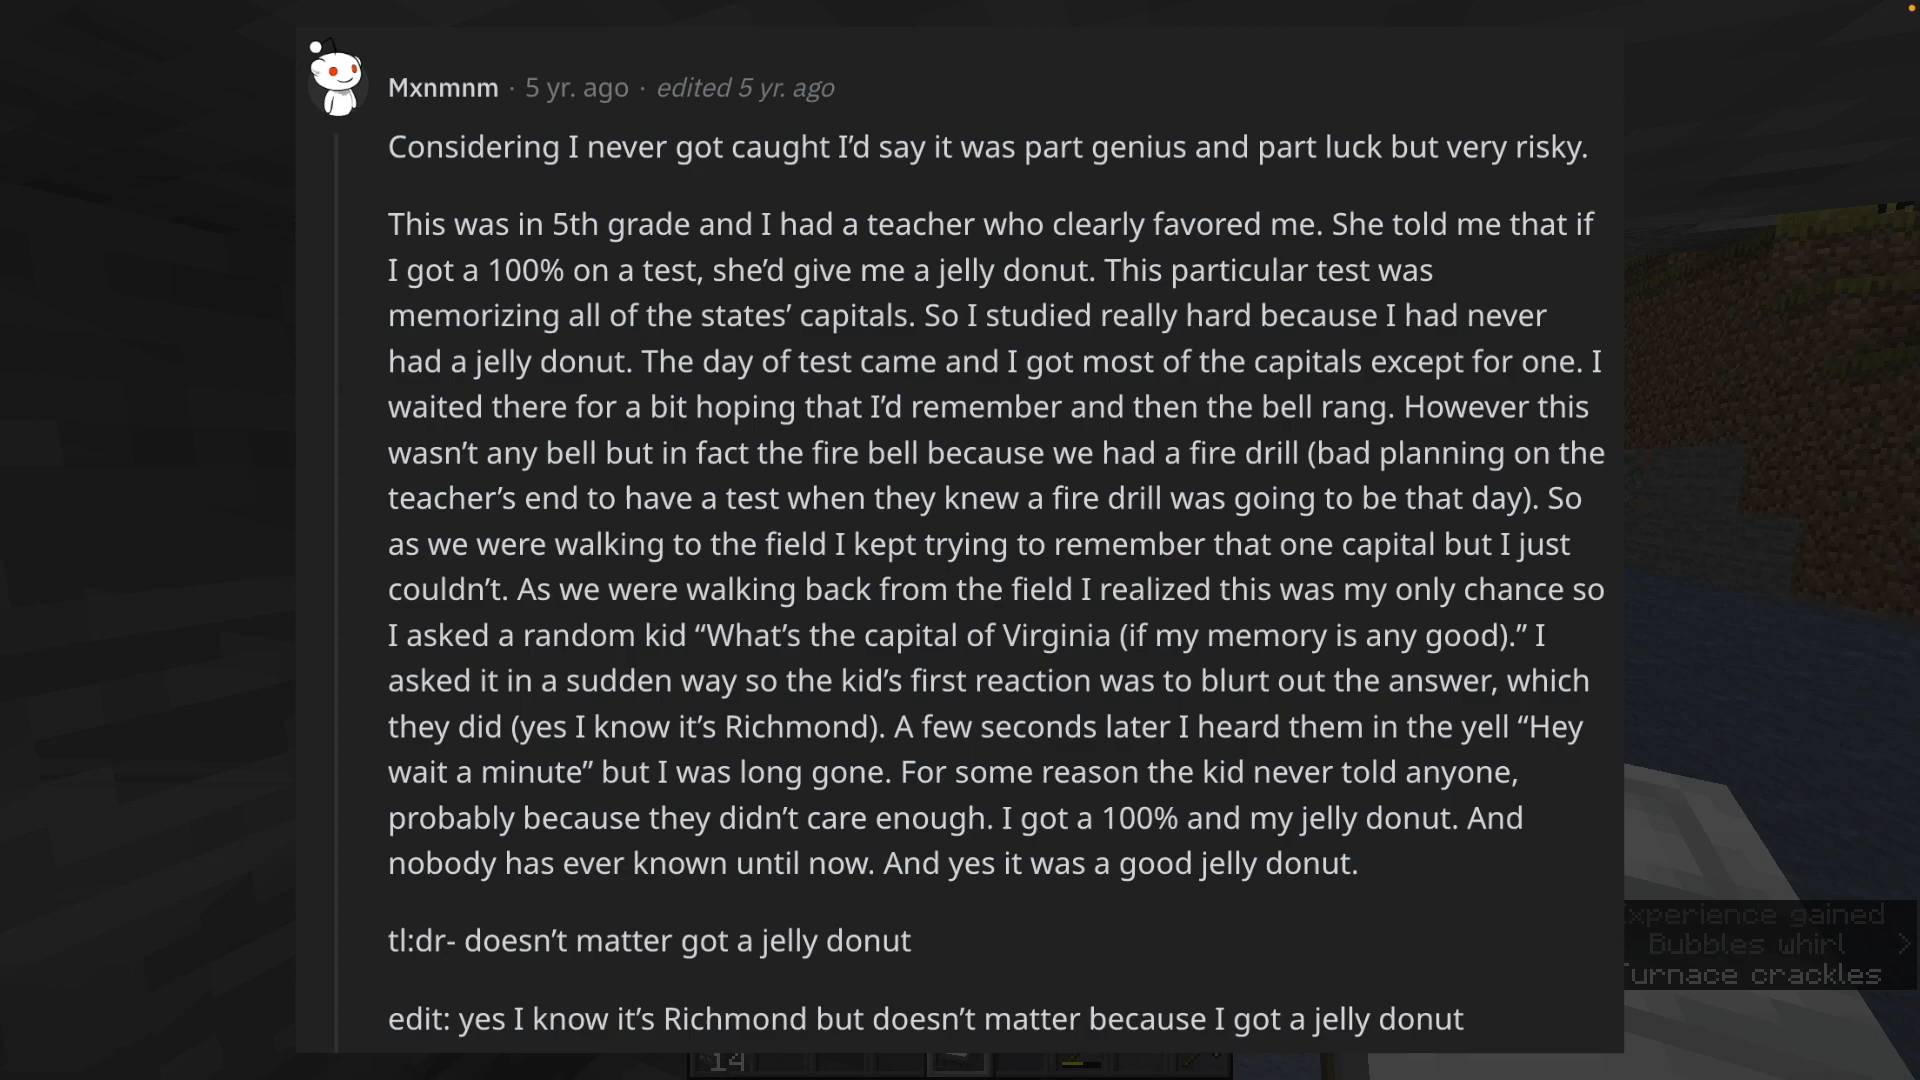 Mxnmnm · 5 yr. ago · edited 5 yr. ago
Considering I never got caught I’d say it was part genius and part luck but very risky.
This was in 5th grade and I had a teacher who clearly favored me. She told me that if
I got a 100% on a test, she’d give me a jelly donut. This particular test was
memorizing all of the states’ capitals. So I studied really hard because I had never
had a jelly donut. The day of test came and I got most of the capitals except for one. I
waited there for a bit hoping that I’d remember and then the bell rang. However this
wasn’t any bell but in fact the fire bell because we had a fire drill (bad planning on the
teacher’s end to have a test when they knew a fire drill was going to be that day). So
as we were walking to the field I kept trying to remember that one capital but I just
couldn’t. As we were walking back from the field I realized this was my only chance so
I asked a random kid “What’s the capital of Virginia (if my memory is any good).” I
asked it in a sudden way so the kid’s first reaction was to blurt out the answer, which
they did (yes I know it’s Richmond). A few seconds later I heard them in the yell “Hey
wait a minute” but I was long gone. For some reason the kid never told anyone,
probably because they didn’t care enough. I got a 100% and my jelly donut. And
nobody has ever known until now. And yes it was a good jelly donut.
tl:dr- doesn’t matter got a jelly donut
edit: yes I know it’s Richmond but doesn’t matter because I got a jelly donut
xperience gained
Bubbles whirl >
urnace crackles
14